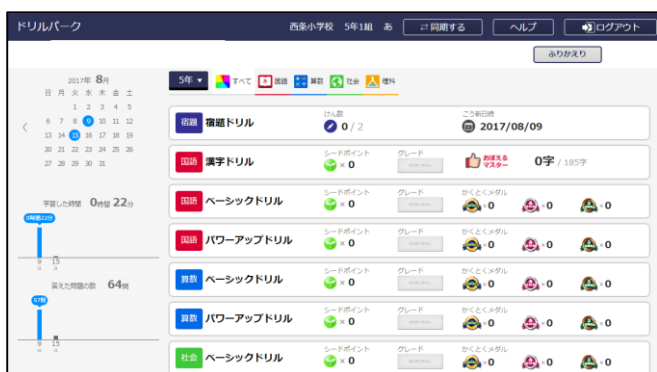 ドリルパーク
西条小学校 5年1組 あ
同期する
ヘルプ
ログアウト
ふりかえり
2017年 8月
日 月 火 水 木 金 土
1 2 3 4 5
6 7 8 9 10 11 12
13 14 15 16 17 18 19
20 21 22 23 24 25 26
27 28 29 30 31
学習した時間 0時間 22分
0時間22分
9 15
日 日
答えた問題の数 64問
57問
9 15
日 日
5年 すべて 国語 算数 社会 理科
宿題 宿題ドリル けん数 0 / 2 こう新日時 2017/08/09
国語 漢字ドリル シードポイント × 0 グレード おぼえるマスター 0字 / 185字
国語 ベーシックドリル シードポイント × 0 グレード かくとくメダル ×0 ×0 ×0
国語 パワーアップドリル シードポイント × 0 グレード かくとくメダル ×0 ×0 ×0
算数 ベーシックドリル シードポイント × 0 グレード かくとくメダル ×0 ×0 ×0
算数 パワーアップドリル シードポイント × 0 グレード かくとくメダル ×0 ×0 ×0
社会 ベーシックドリル シードポイント × 0 グレード かくとくメダル ×0 ×0 ×0